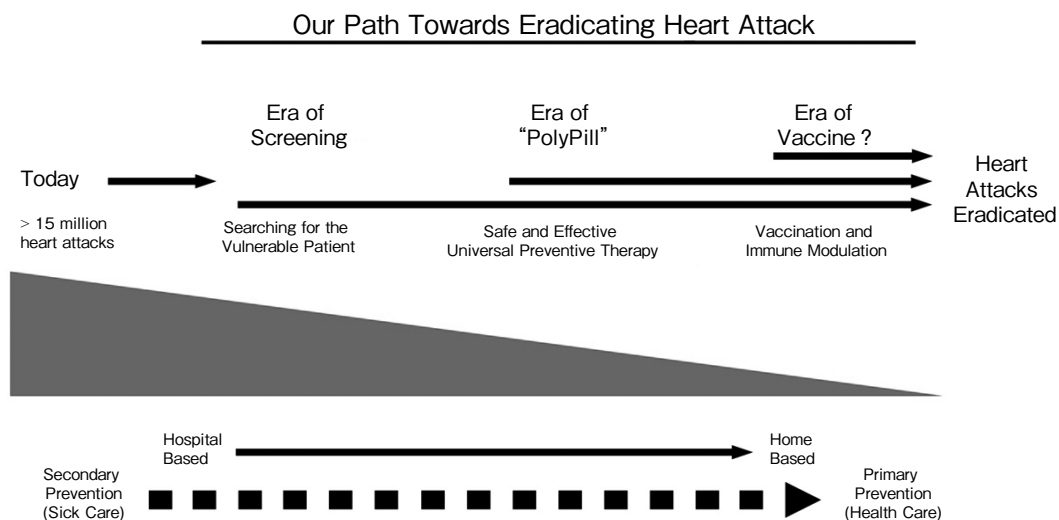 Our Path Towards Eradicating Heart Attack
Era of
Screening
Era of
“PolyPill”
Era of
Vaccine ?
Today
Heart
Attacks
Eradicated
> 15 million
heart attacks
Searching for the
Vulnerable Patient
Safe and Effective
Universal Preventive Therapy
Vaccination and
Immune Modulation
Hospital
Based
Home
Based
Secondary
Prevention
(Sick Care)
Primary
Prevention
(Health Care)